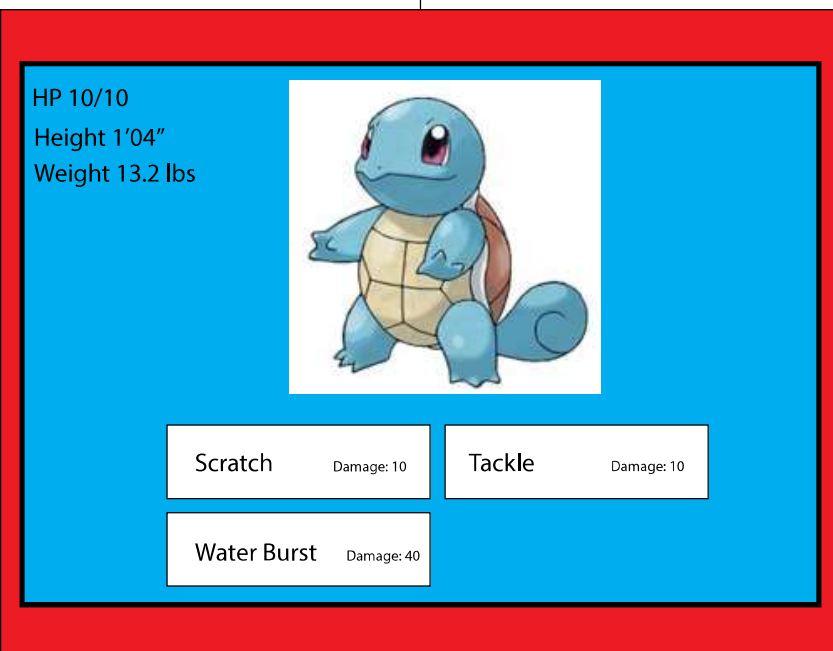 HP 10/10
Height 1’04”
Weight 13.2 lbs
Scratch Damage: 10
Tackle Damage: 10
Water Burst Damage: 40